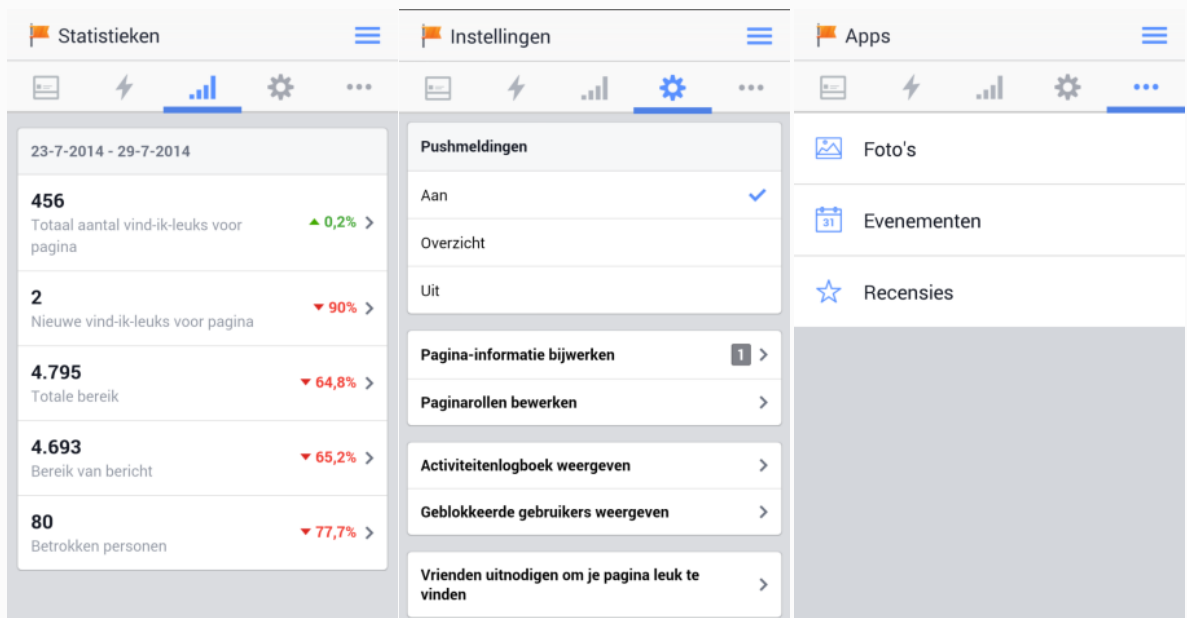 Statistieken
23-7-2014 - 29-7-2014
456
Totaal aantal vind-ik-leuks voor
pagina
0,2%
2
Nieuwe vind-ik-leuks voor pagina
90%
4.795
Totale bereik
64,8%
4.693
Bereik van bericht
65,2%
80
Betrokken personen
77,7%
Instellingen
Pushmeldingen
Aan
Overzicht
Uit
Pagina-informatie bijwerken
1
Paginarollen bewerken
Activiteitenlogboek weergeven
Geblokkeerde gebruikers weergeven
Vrienden uitnodigen om je pagina leuk te
vinden
Apps
Foto's
31
Evenementen
Recensies